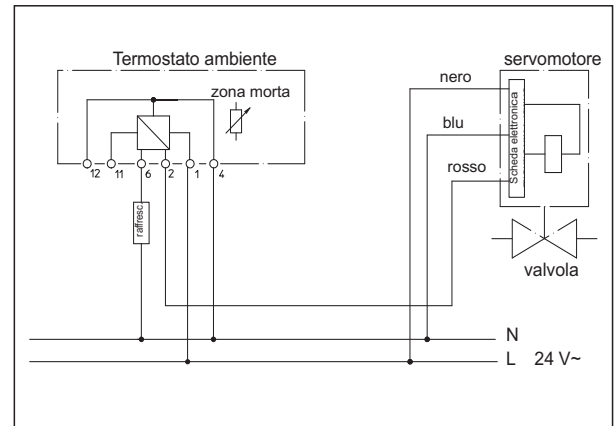 Termostato ambiente
servomotore
nero
zona morta
blu
rosso
Scheda elettronica
12 11 6 2 1 4
raffresc.
valvola
N
L 24 V~